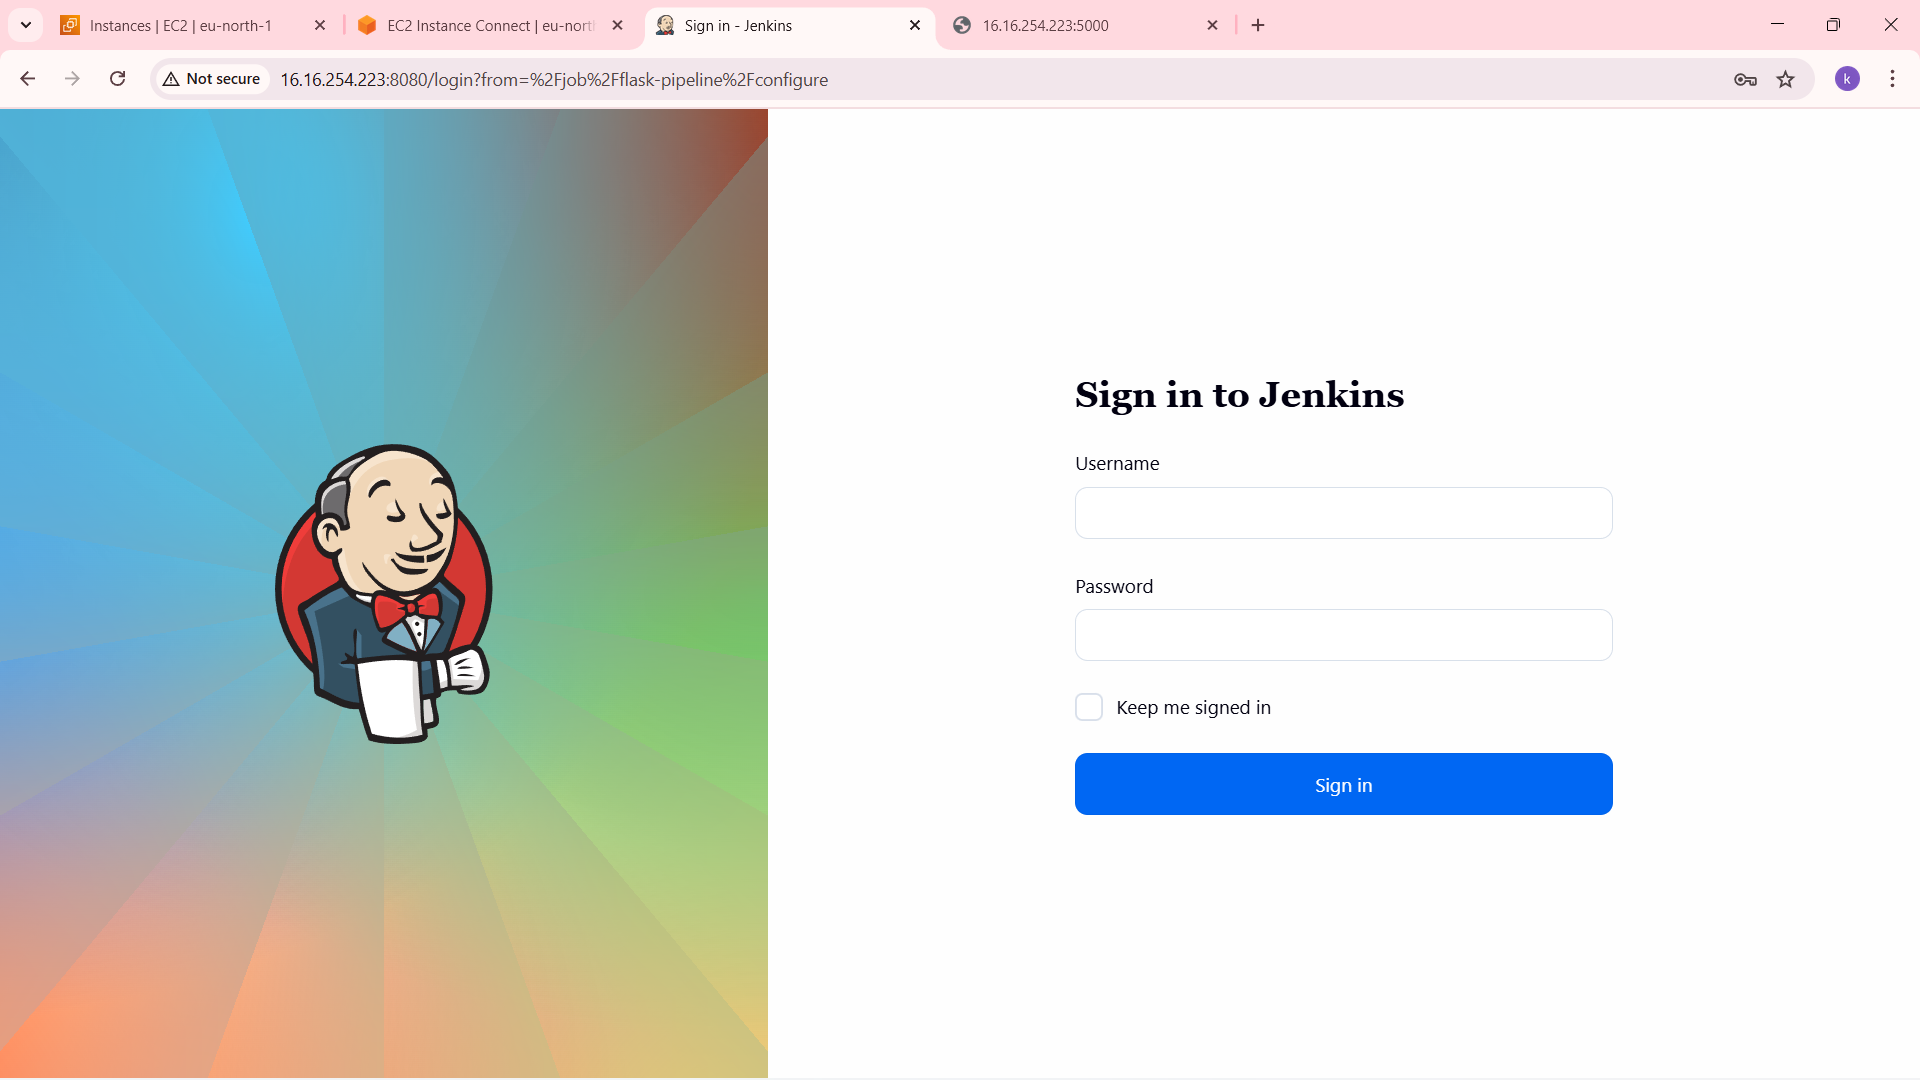 Instances | EC2 | eu-north-1
EC2 Instance Connect | eu-nort
Sign in - Jenkins
16.16.254.223:5000
Not secure
16.16.254.223:8080/login?from=%2Fjob%2Fflask-pipeline%2Fconfigure
k
Sign in to Jenkins
Username
Password
Keep me signed in
Sign in